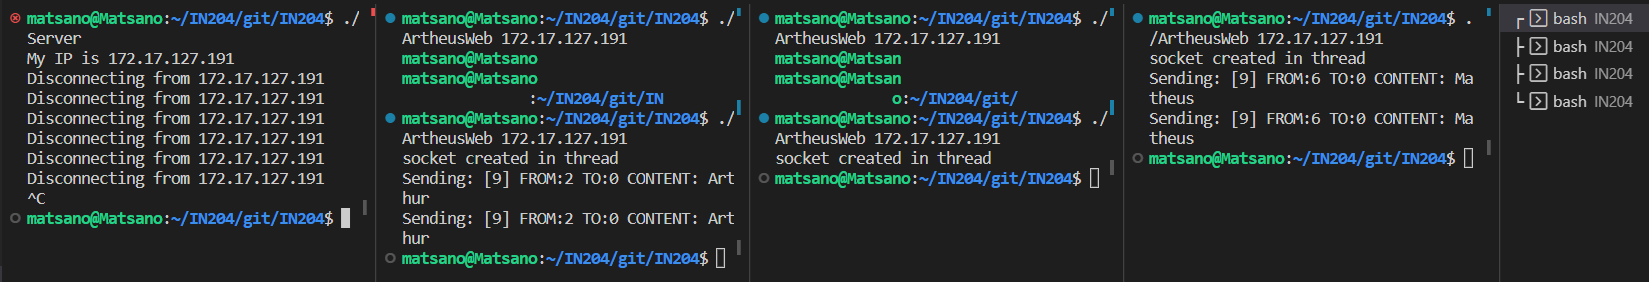 matsano@Matsano:~/IN204/git/IN204$ ./
Server
My IP is 172.17.127.191
Disconnecting from 172.17.127.191
Disconnecting from 172.17.127.191
Disconnecting from 172.17.127.191
Disconnecting from 172.17.127.191
Disconnecting from 172.17.127.191
Disconnecting from 172.17.127.191
^C
matsano@Matsano:~/IN204/git/IN204$
matsano@Matsano:~/IN204/git/IN204$ ./
ArtheusWeb 172.17.127.191
matsano@Matsano
matsano@Matsano
:~/IN204/git/IN
matsano@Matsano:~/IN204/git/IN204$ ./
ArtheusWeb 172.17.127.191
socket created in thread
Sending: [9] FROM:2 TO:0 CONTENT: Art
hur
Sending: [9] FROM:2 TO:0 CONTENT: Art
hur
matsano@Matsano:~/IN204/git/IN204$
matsano@Matsano:~/IN204/git/IN204$ ./
ArtheusWeb 172.17.127.191
matsano@Matsan
matsano@Matsan
o:~/IN204/git/
matsano@Matsano:~/IN204/git/IN204$ ./
ArtheusWeb 172.17.127.191
socket created in thread
matsano@Matsano:~/IN204/git/IN204$
matsano@Matsano:~/IN204/git/IN204$ .
/ArtheusWeb 172.17.127.191
socket created in thread
Sending: [9] FROM:6 TO:0 CONTENT: Ma
theus
Sending: [9] FROM:6 TO:0 CONTENT: Ma
theus
matsano@Matsano:~/IN204/git/IN204$
bash IN204
bash IN204
bash IN204
bash IN204